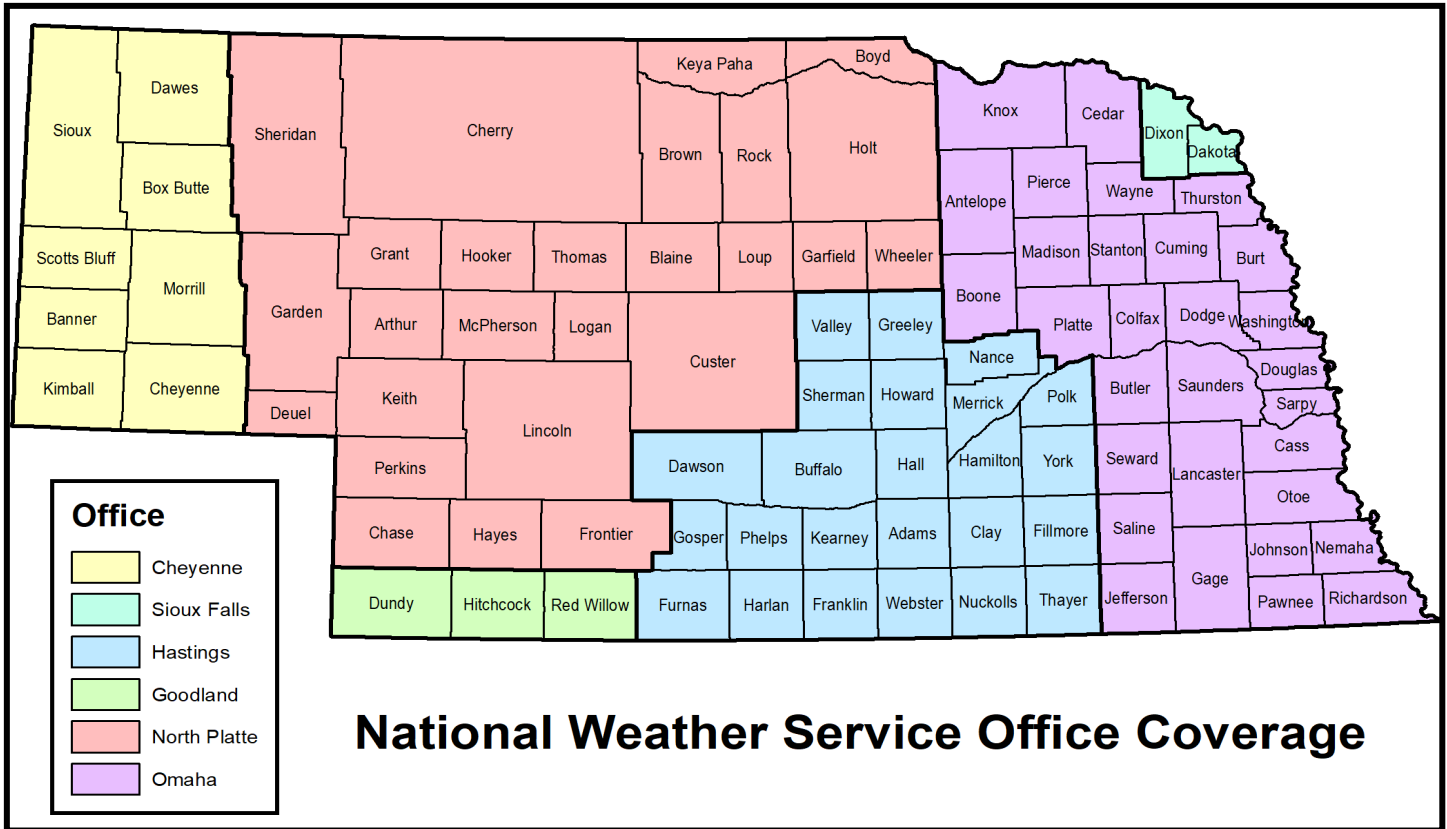 Keya Paha
Boyd
Dawes
Knox
Cedar
Sioux
Sheridan
Cherry
Dixon
Brown
Rock
Holt
Dakota
Box Butte
Pierce
Wayne
Antelope
Thurston
Scotts Bluff
Grant
Hooker
Thomas
Blaine
Loup
Garfield
Wheeler
Madison
Stanton
Cuming
Burt
Morrill
Boone
Banner
Garden
Arthur
McPherson
Logan
Valley
Greeley
Platte
Colfax
Dodge
Washington
Custer
Nance
Kimball
Cheyenne
Keith
Sherman
Howard
Merrick
Polk
Butler
Saunders
Douglas
Sarpy
Deuel
Lincoln
Perkins
Dawson
Buffalo
Hall
Hamilton
York
Seward
Lancaster
Cass
Otoe
Chase
Hayes
Frontier
Gosper
Phelps
Kearney
Adams
Clay
Fillmore
Saline
Johnson
Nemaha
Dundy
Hitchcock
Red Willow
Furnas
Harlan
Franklin
Webster
Nuckolls
Thayer
Jefferson
Gage
Pawnee
Richardson
Office
Cheyenne
Sioux Falls
Hastings
Goodland
North Platte
Omaha
National Weather Service Office Coverage